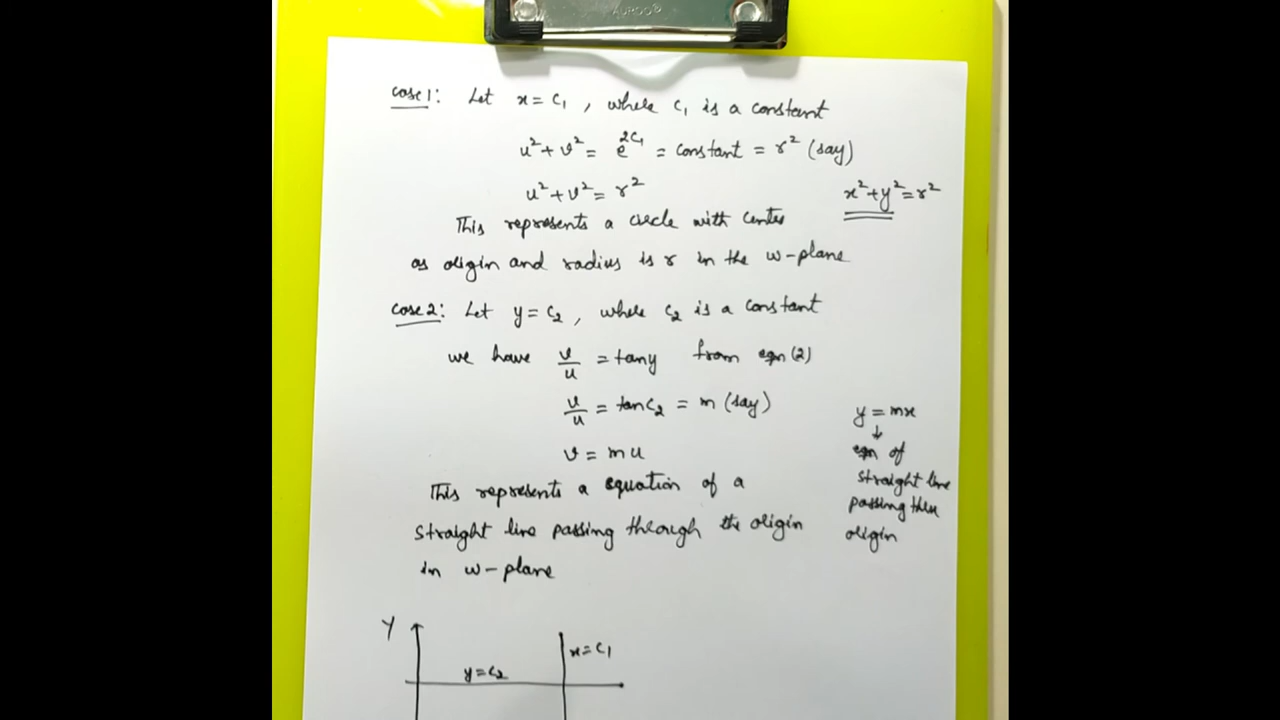 AUROO®
Case 1: Let x = c₁, where c₁ is a constant
u² + v² = e^{2c₁} = constant = r² (say)
u² + v² = r²
x² + y² = r²
This represents a circle with center
as origin and radius is r in the w-plane
Case 2: Let y = c₂, where c₂ is a constant
we have v/u = tany from eqn (2)
v/u = tanc₂ = m (say)
v = mu
This represents a equation of a
straight line passing through the origin
in w-plane
y = mx
↓
eqn of
straight line
passing thru
origin
Y
x = c₁
y = c₂